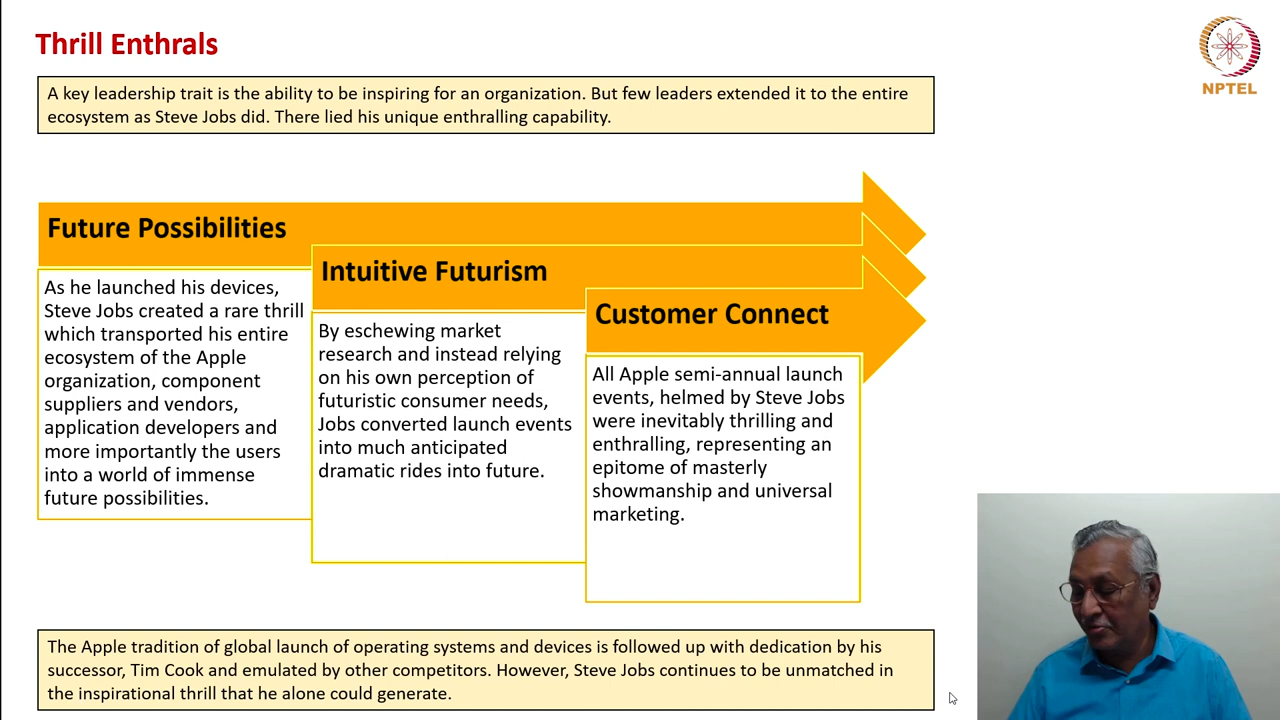 Thrill Enthrals
NPTEL
A key leadership trait is the ability to be inspiring for an organization. But few leaders extended it to the entire
ecosystem as Steve Jobs did. There lied his unique enthralling capability.
Future Possibilities
As he launched his devices,
Steve Jobs created a rare thrill
which transported his entire
ecosystem of the Apple
organization, component
suppliers and vendors,
application developers and
more importantly the users
into a world of immense
future possibilities.
Intuitive Futurism
By eschewing market
research and instead relying
on his own perception of
futuristic consumer needs,
Jobs converted launch events
into much anticipated
dramatic rides into future.
Customer Connect
All Apple semi-annual launch
events, helmed by Steve Jobs
were inevitably thrilling and
enthralling, representing an
epitome of masterly
showmanship and universal
marketing.
The Apple tradition of global launch of operating systems and devices is followed up with dedication by his
successor, Tim Cook and emulated by other competitors. However, Steve Jobs continues to be unmatched in
the inspirational thrill that he alone could generate.